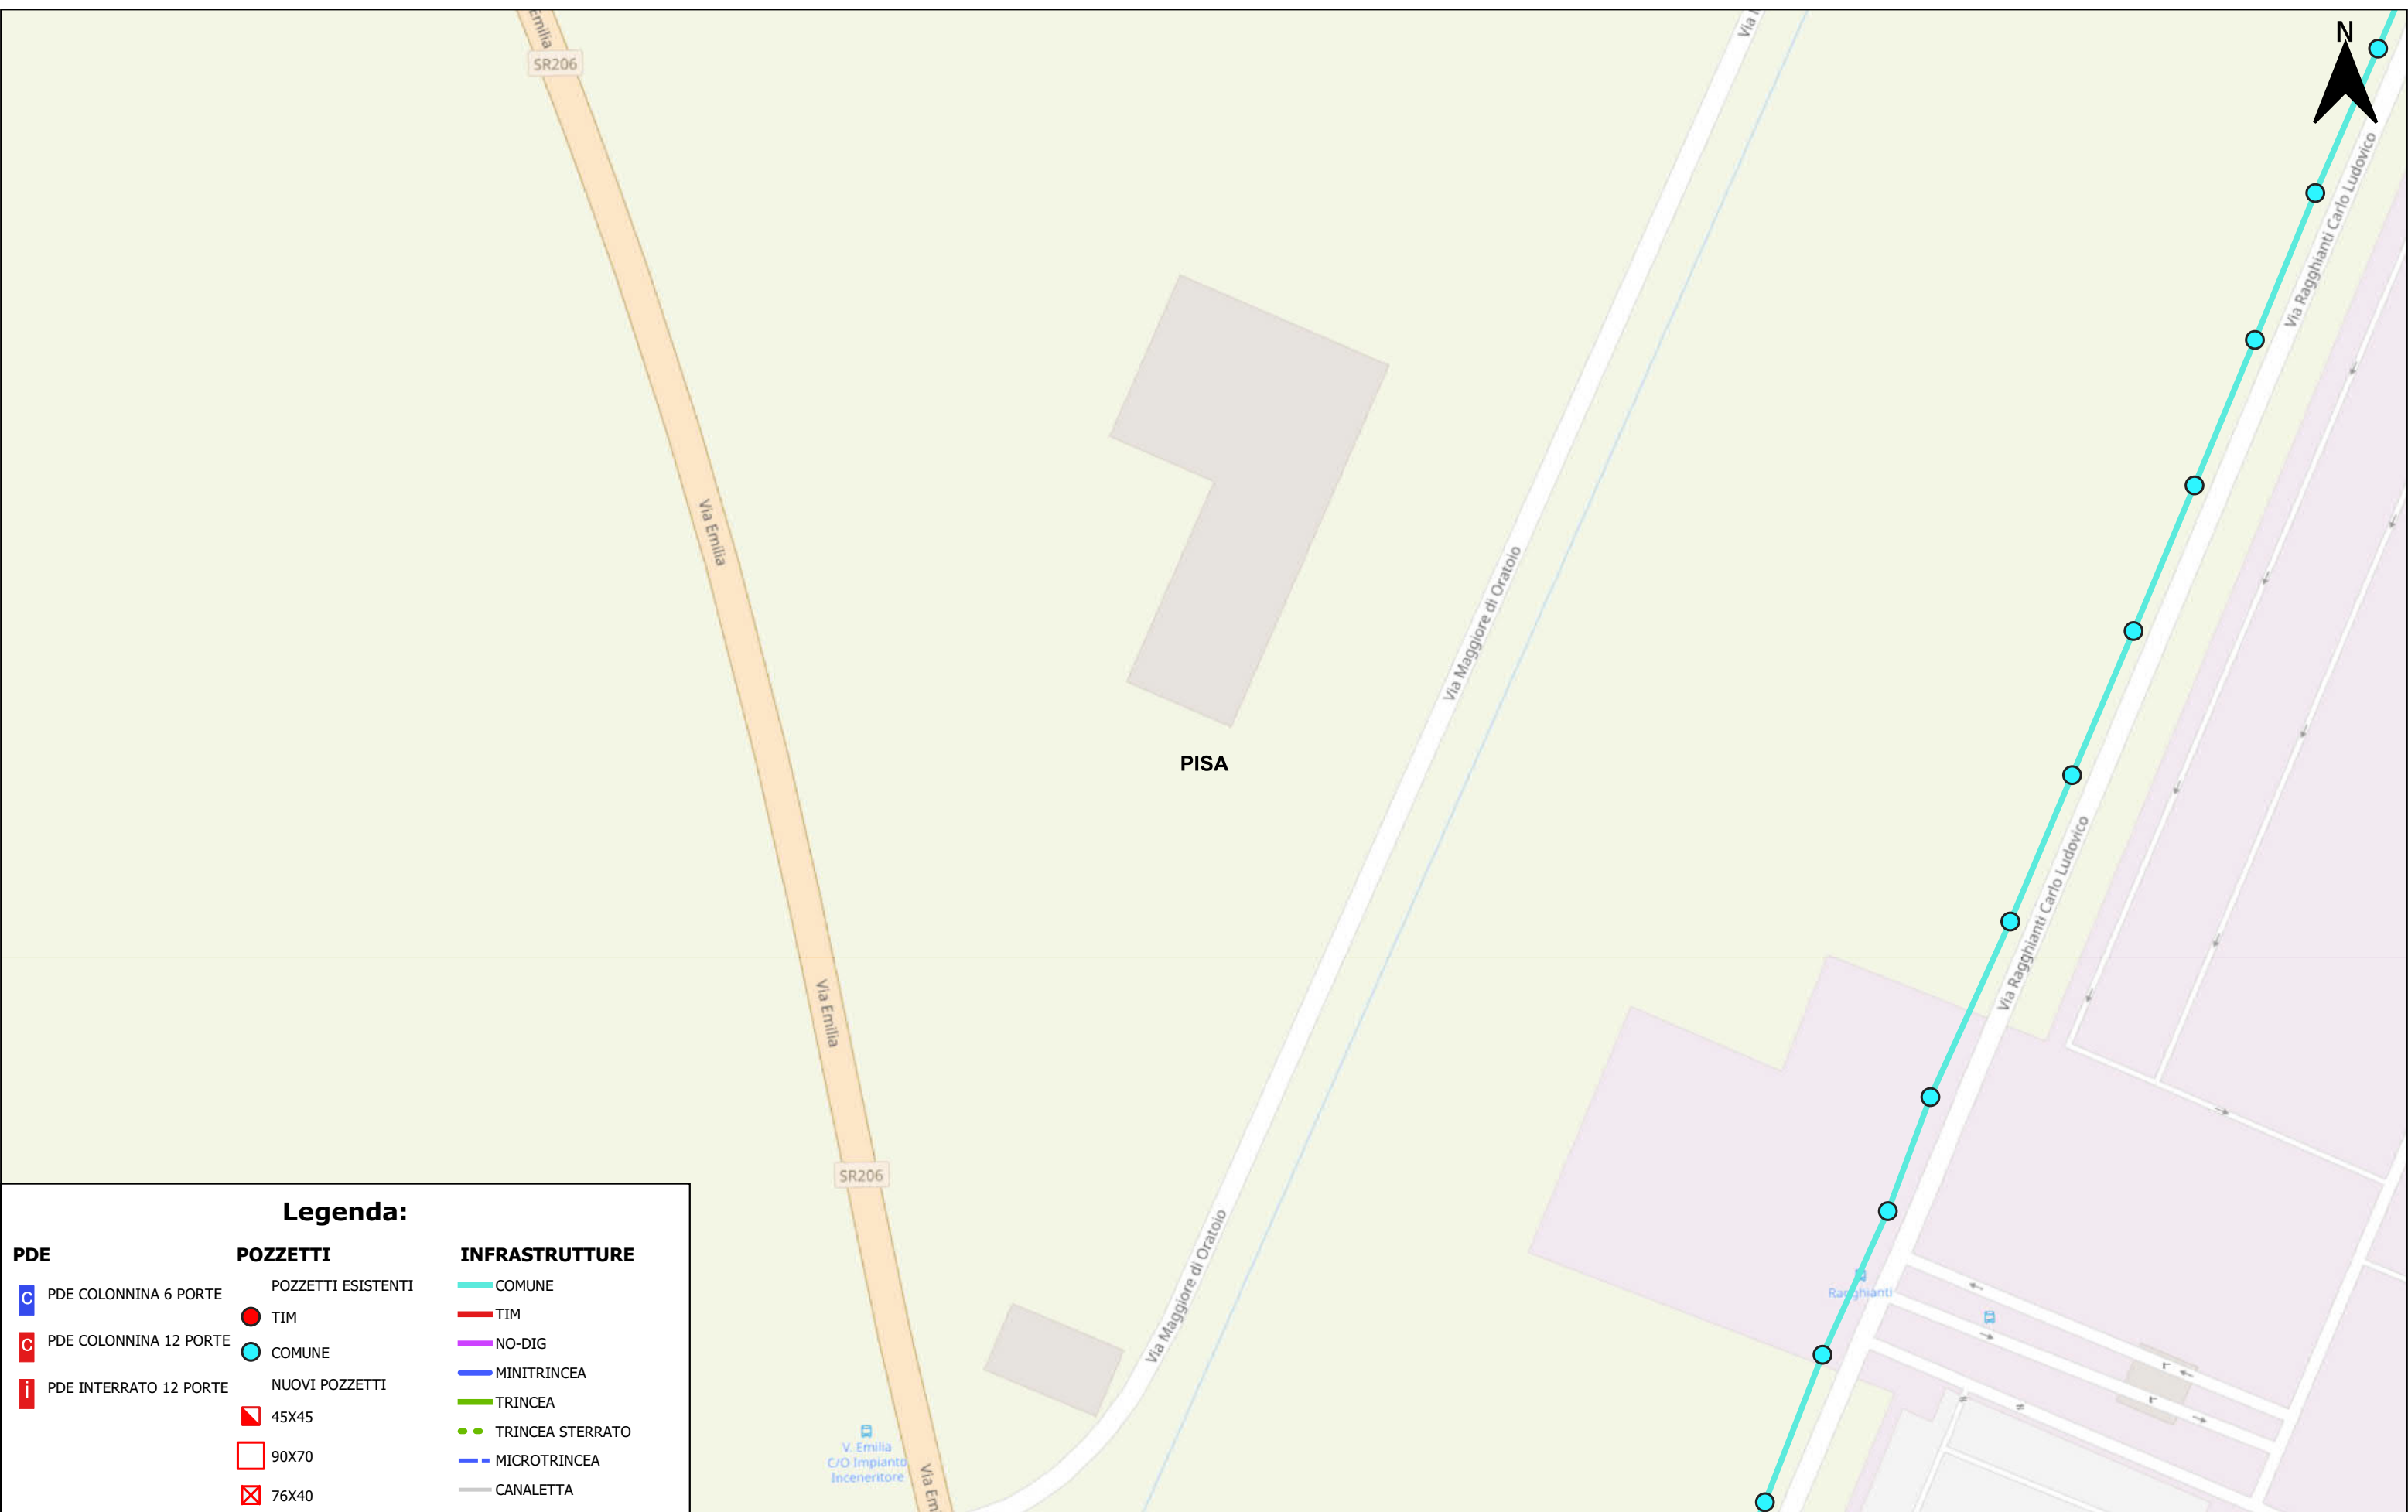 Emilia
SR206
Via
N
Via Ragghianti Carlo Ludovico
Via Emilia
Via Maggiore di Oratoio
PISA
Via Ragghianti Carlo Ludovico
Via Emilia
SR206
Via Maggiore di Oratoio
Ragghianti
V. Emilia
C/O Impianto
Inceneritore
Via Em
Legenda:
PDE
C PDE COLONNINA 6 PORTE
C PDE COLONNINA 12 PORTE
i PDE INTERRATO 12 PORTE
POZZETTI
POZZETTI ESISTENTI
TIM
COMUNE
NUOVI POZZETTI
45X45
90X70
76X40
INFRASTRUTTURE
COMUNE
TIM
NO-DIG
MINITRINCEA
TRINCEA
TRINCEA STERRATO
MICROTRINCEA
CANALETTA